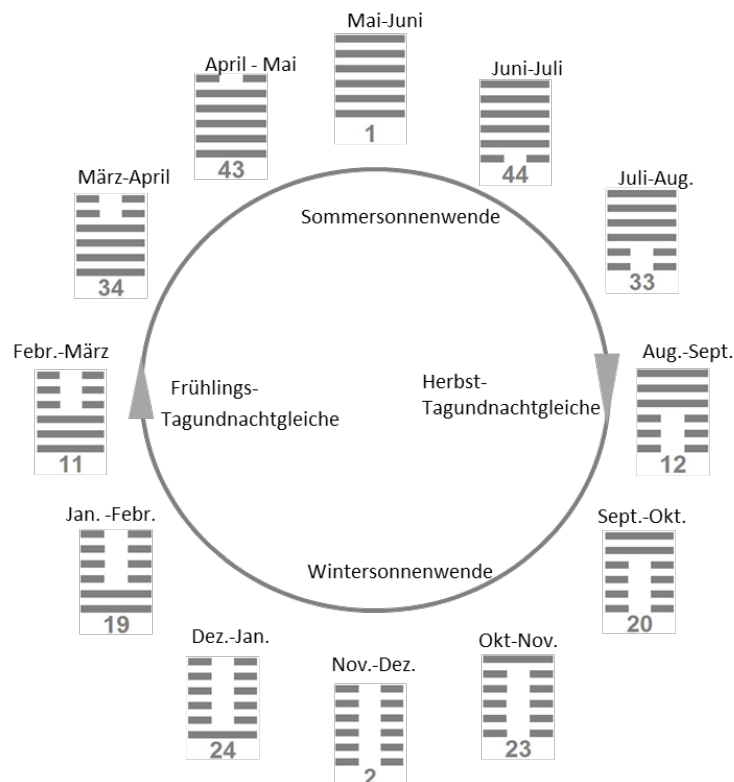 Mai-Juni
1
Juni-Juli
44
Juli-Aug.
33
Aug.-Sept.
12
Sept.-Okt.
20
Okt-Nov.
23
Nov.-Dez.
2
Dez.-Jan.
24
Jan. -Febr.
19
Febr.-März
11
März-April
34
April - Mai
43
Sommersonnenwende
Herbst-
Tagundnachtgleiche
Wintersonnenwende
Frühlings-
Tagundnachtgleiche